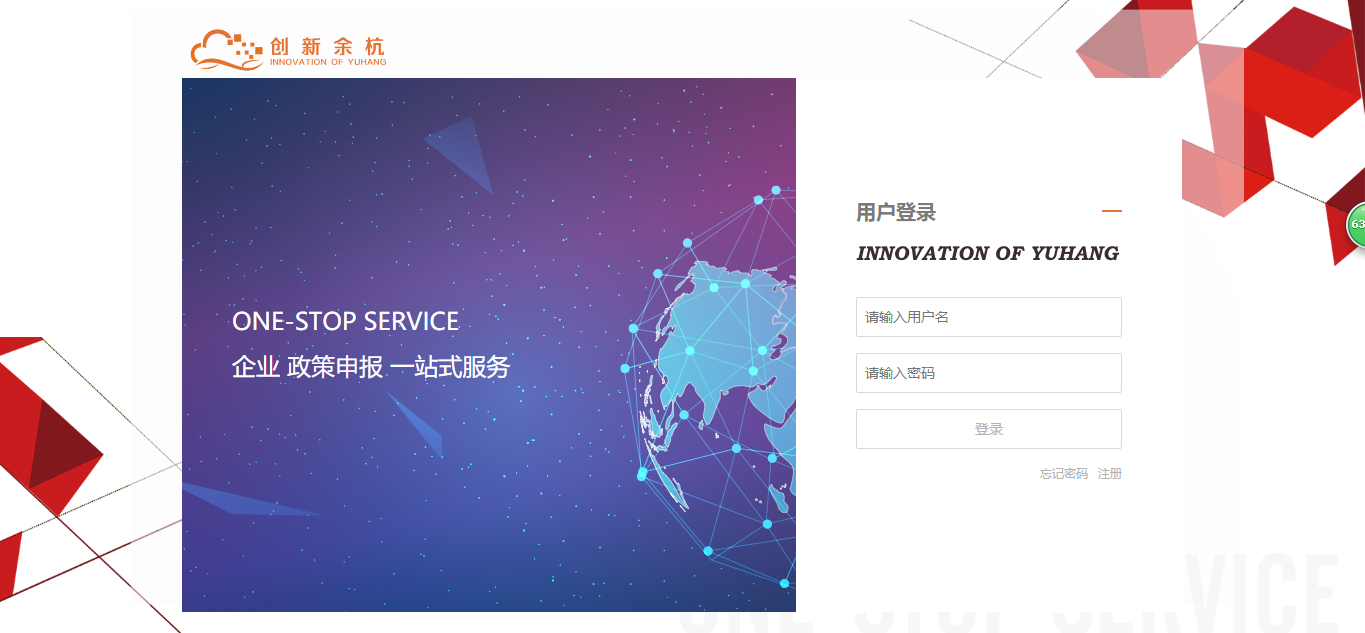 创新余杭
INNOVATION OF YUHANG
ONE-STOP SERVICE
企业 政策申报 一站式服务
用户登录
INNOVATION OF YUHANG
请输入用户名
请输入密码
登录
忘记密码 注册
63
ONE-STOP SERVICE